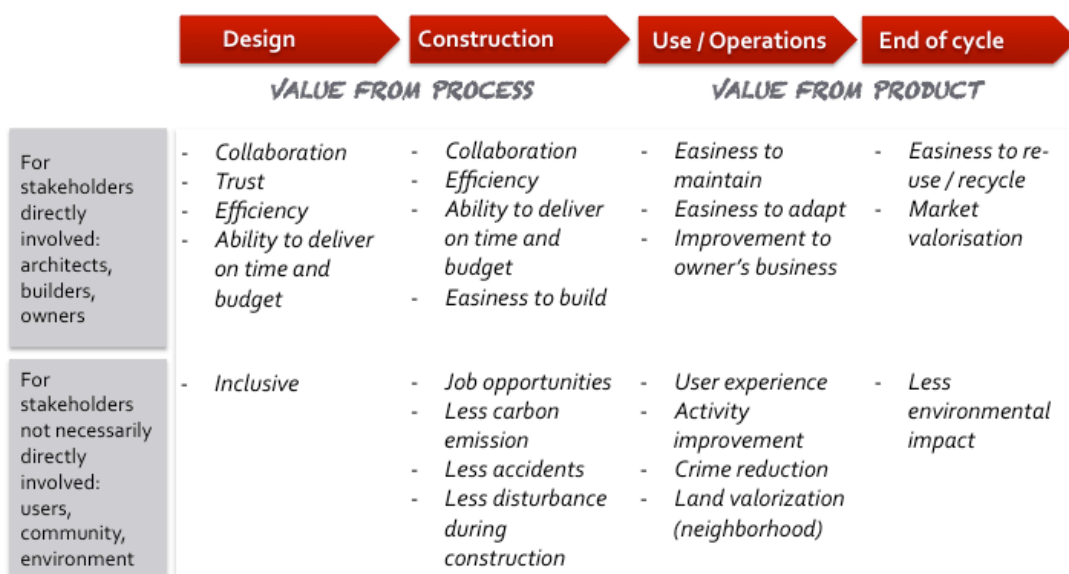 Design
Construction
Use / Operations
End of cycle
VALUE FROM PROCESS
VALUE FROM PRODUCT
For
stakeholders
directly
involved:
architects,
builders,
owners
- Collaboration
- Trust
- Efficiency
- Ability to deliver
on time and
budget
- Collaboration
- Efficiency
- Ability to deliver
on time and
budget
- Easiness to build
- Easiness to
maintain
- Easiness to adapt
- Improvement to
owner's business
- Easiness to re-
use / recycle
- Market
valorisation
For
stakeholders
not necessarily
directly
involved:
users,
community,
environment
- Inclusive
- Job opportunities
- Less carbon
emission
- Less accidents
- Less disturbance
during
construction
- User experience
- Activity
improvement
- Crime reduction
- Land valorization
(neighborhood)
- Less
environmental
impact